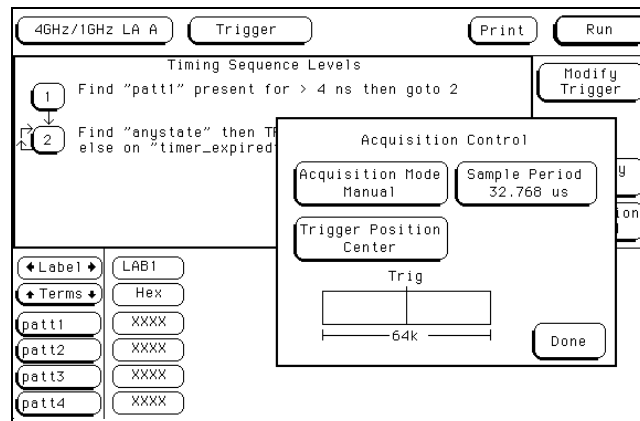 4GHz/1GHz LA A
Trigger
Print
Run
Timing Sequence Levels
Modify
Trigger
1
Find "patt1" present for > 4 ns then goto 2
2
Find "anystate" then
else on "timer_expired
Acquisition Control
Acquisition Mode
Manual
Sample Period
32.768 us
Trigger Position
Center
Trig
64k
Done
Label
LAB1
Terms
Hex
patt1
XXXX
patt2
XXXX
patt3
XXXX
patt4
XXXX